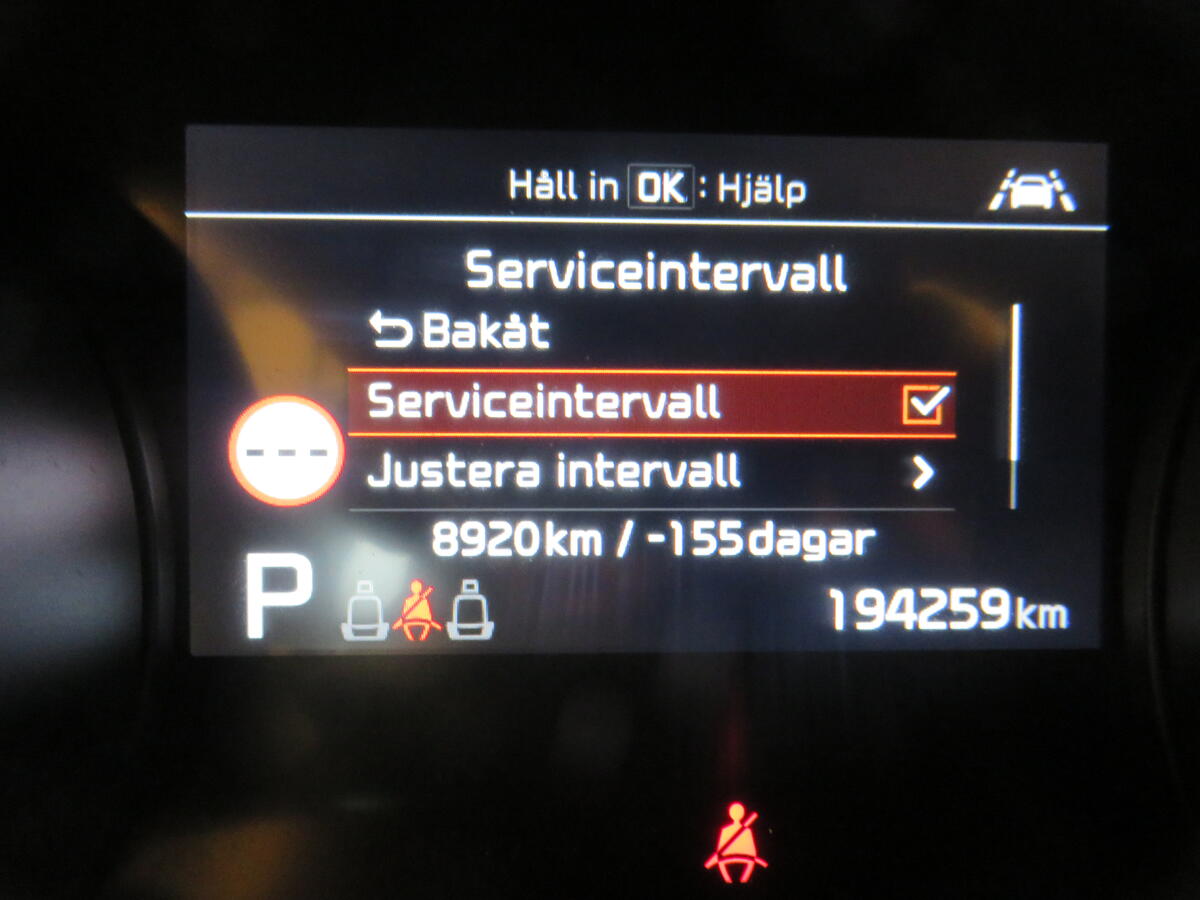 Håll in OK : Hjälp
Serviceintervall
Bakåt
Serviceintervall
Justera intervall
8920km / -155dagar
---
P
194259km